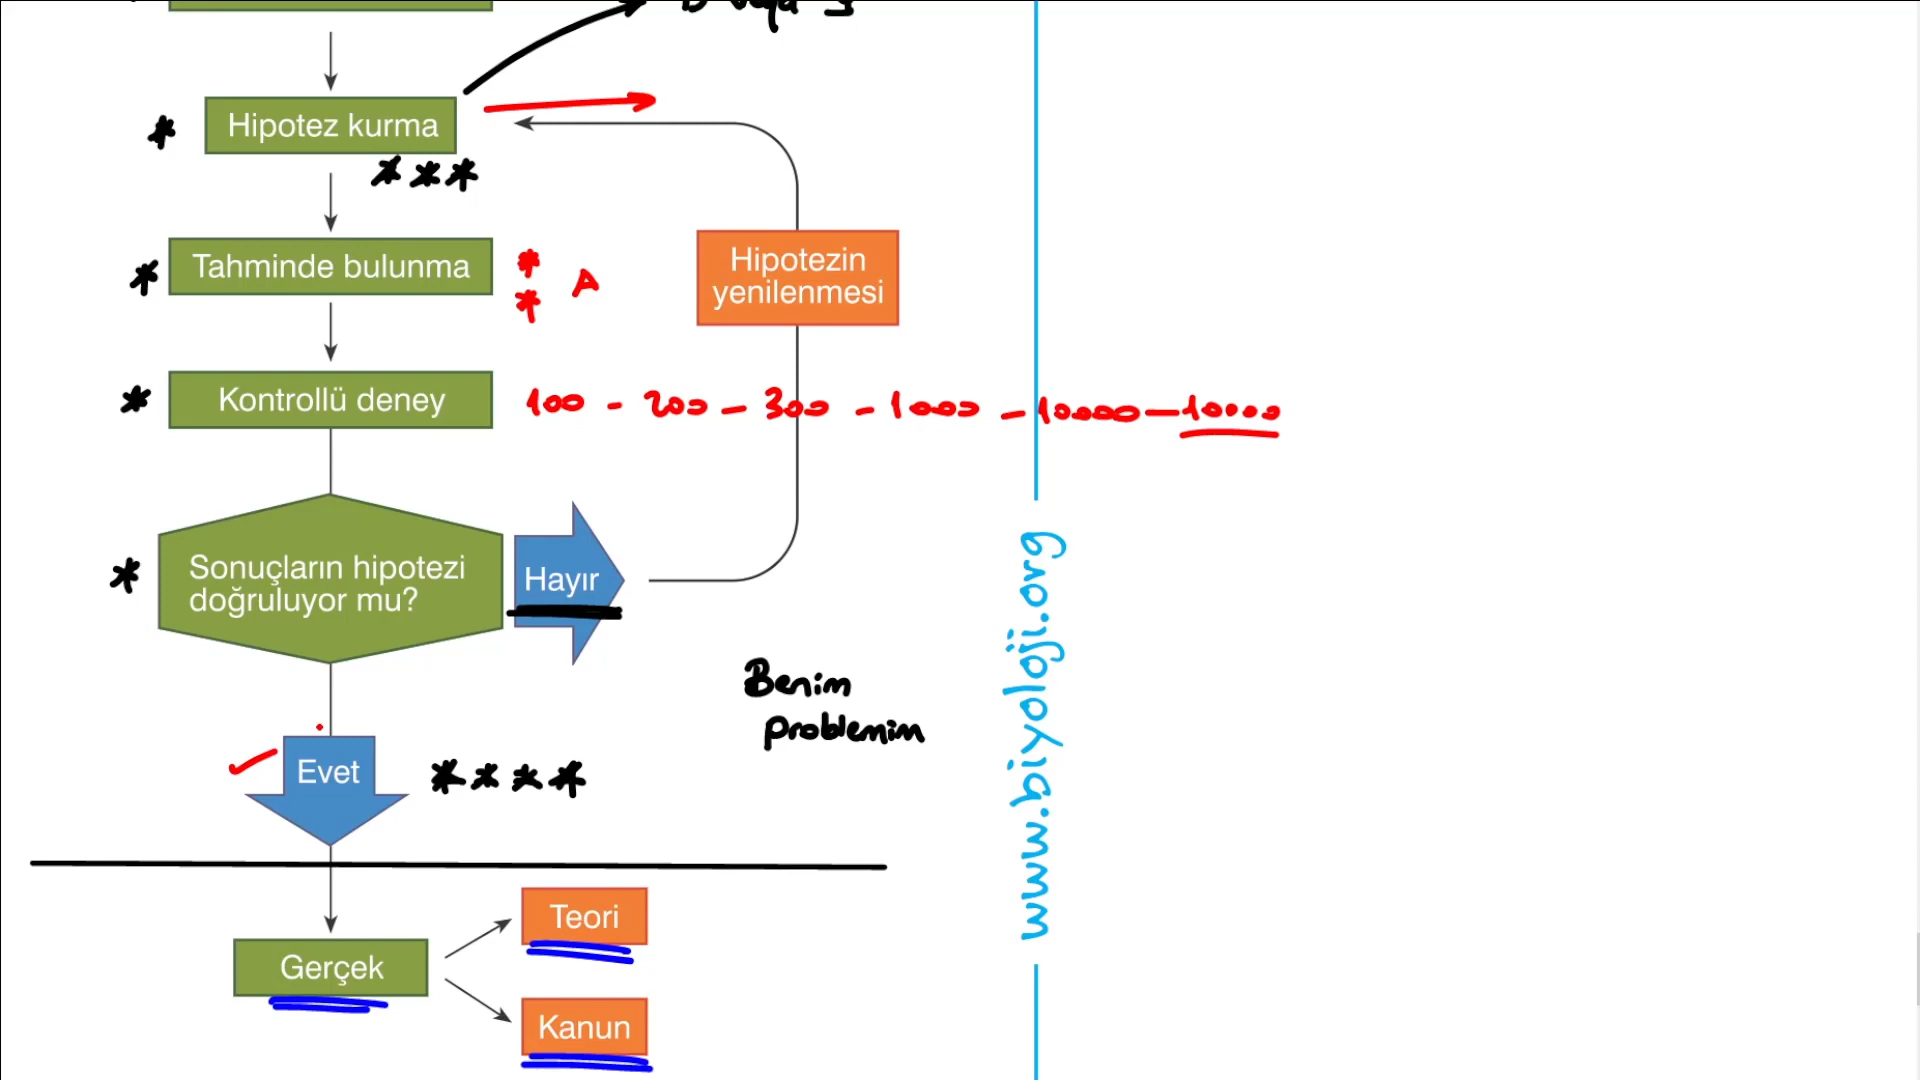 Hipotez kurma
Tahminde bulunma
A
Hipotezin
yenilenmesi
Kontrollü deney
100 - 200 - 300 - 1000 - 10000 - 10000
Sonuçların hipotezi
doğruluyor mu?
Hayır
Benim
problemim
Evet
Teori
Gerçek
Kanun
www.biyoloji.org